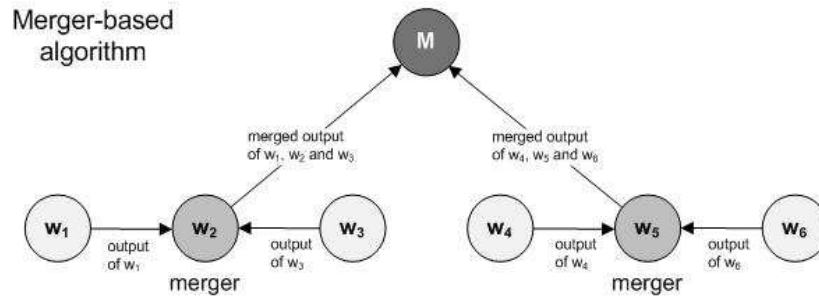 Merger-based
algorithm
M
merged output
of w1, w2 and w3
merged output
of w4, w5 and w6
w1
w2
w3
w4
w5
w6
output
of w1
output
of w3
output
of w4
output
of w6
merger
merger